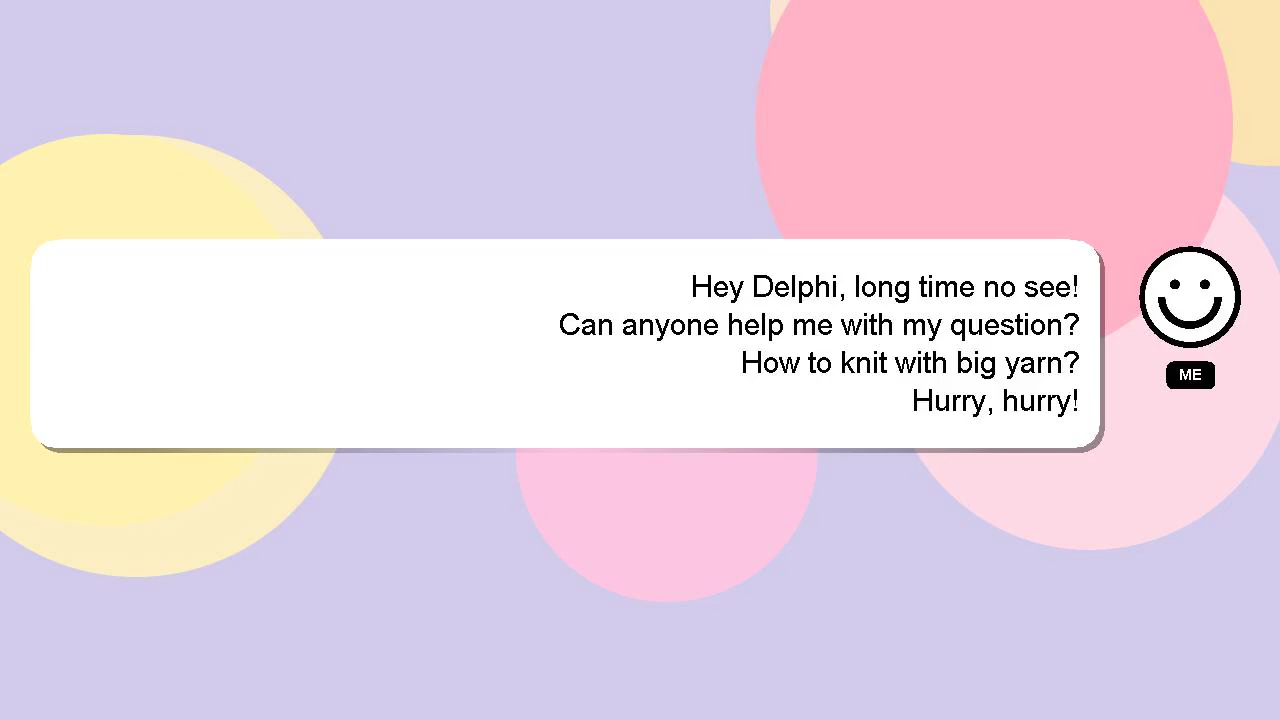 Hey Delphi, long time no see!
Can anyone help me with my question?
How to knit with big yarn?
Hurry, hurry!
ME